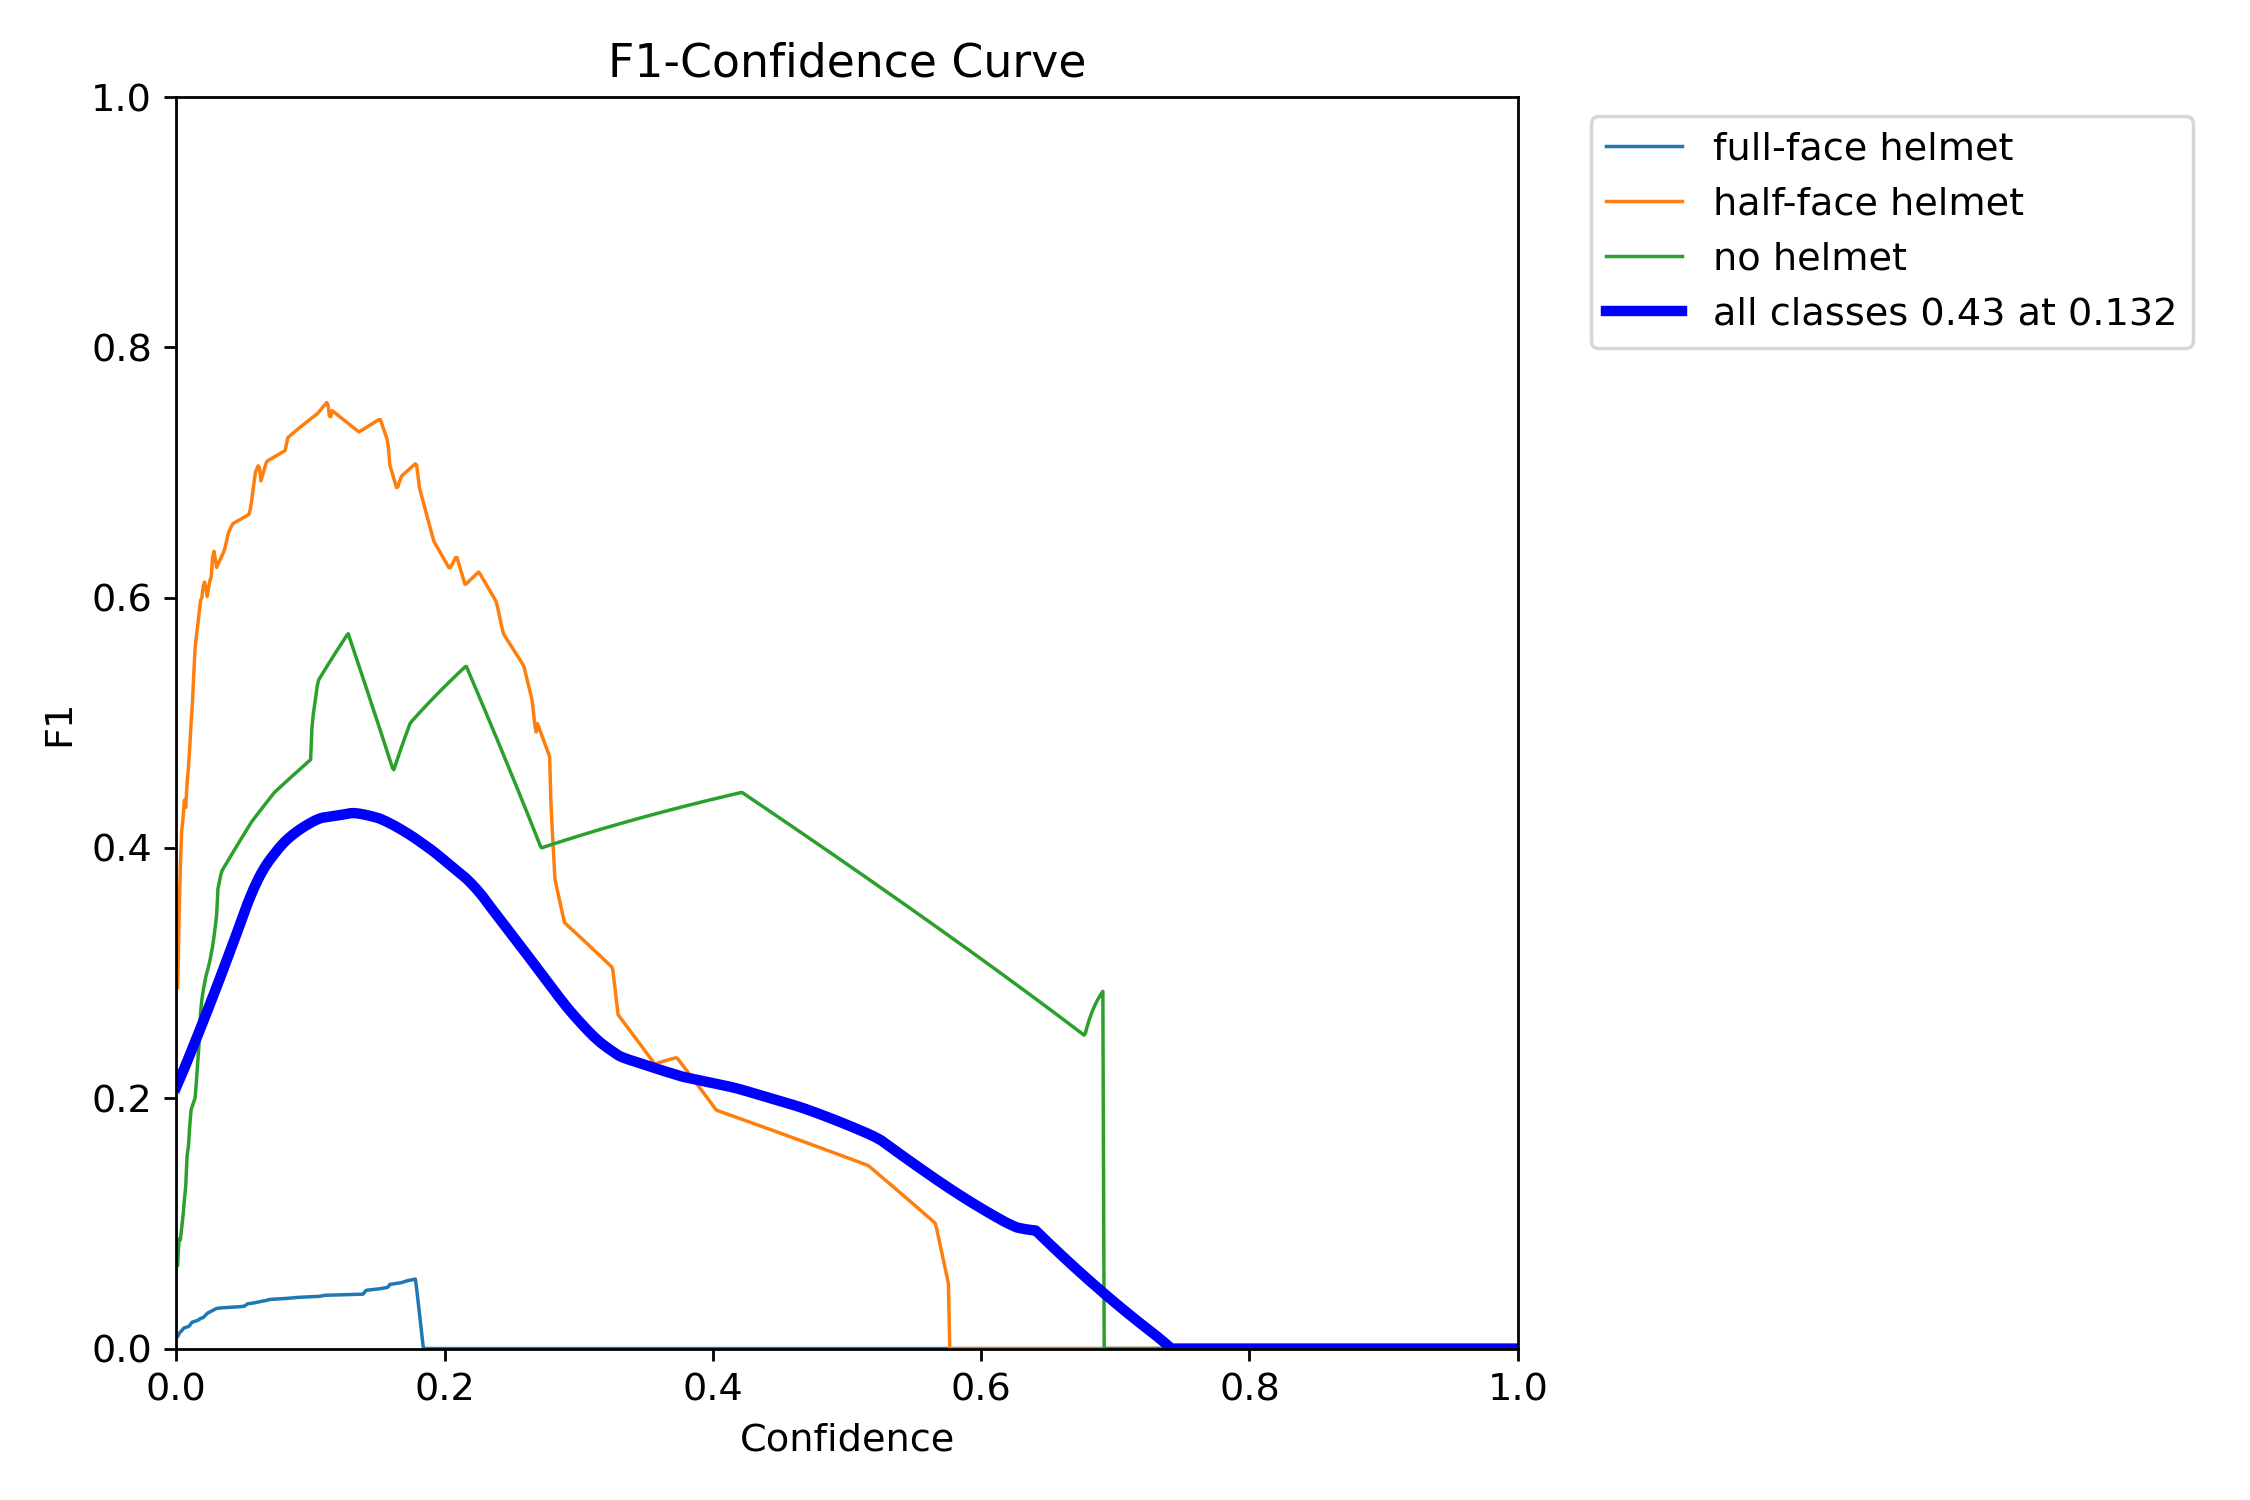 F1-Confidence Curve
1.0
0.8
0.6
0.4
0.2
0.0
F1
0.0 0.2 0.4 0.6 0.8 1.0
Confidence
full-face helmet
half-face helmet
no helmet
all classes 0.43 at 0.132